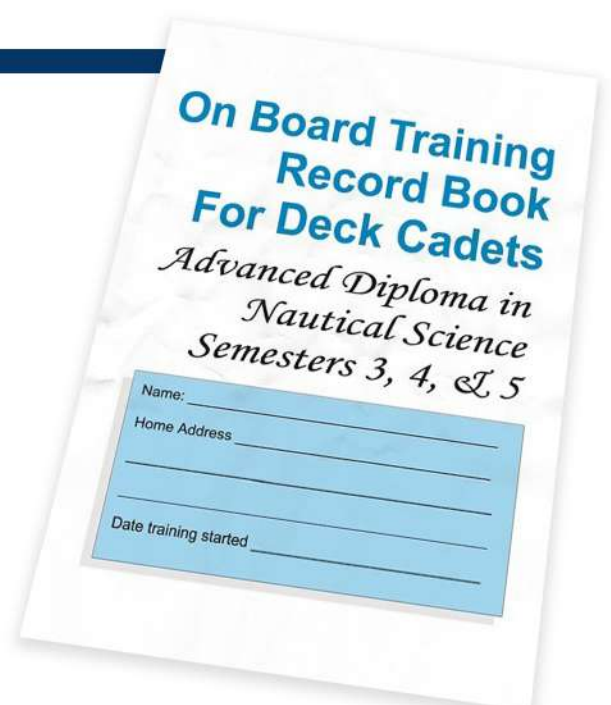 On Board Training
Record Book
For Deck Cadets
Advanced Diploma in
Nautical Science
Semesters 3, 4, & 5
Name:
Home Address
Date training started